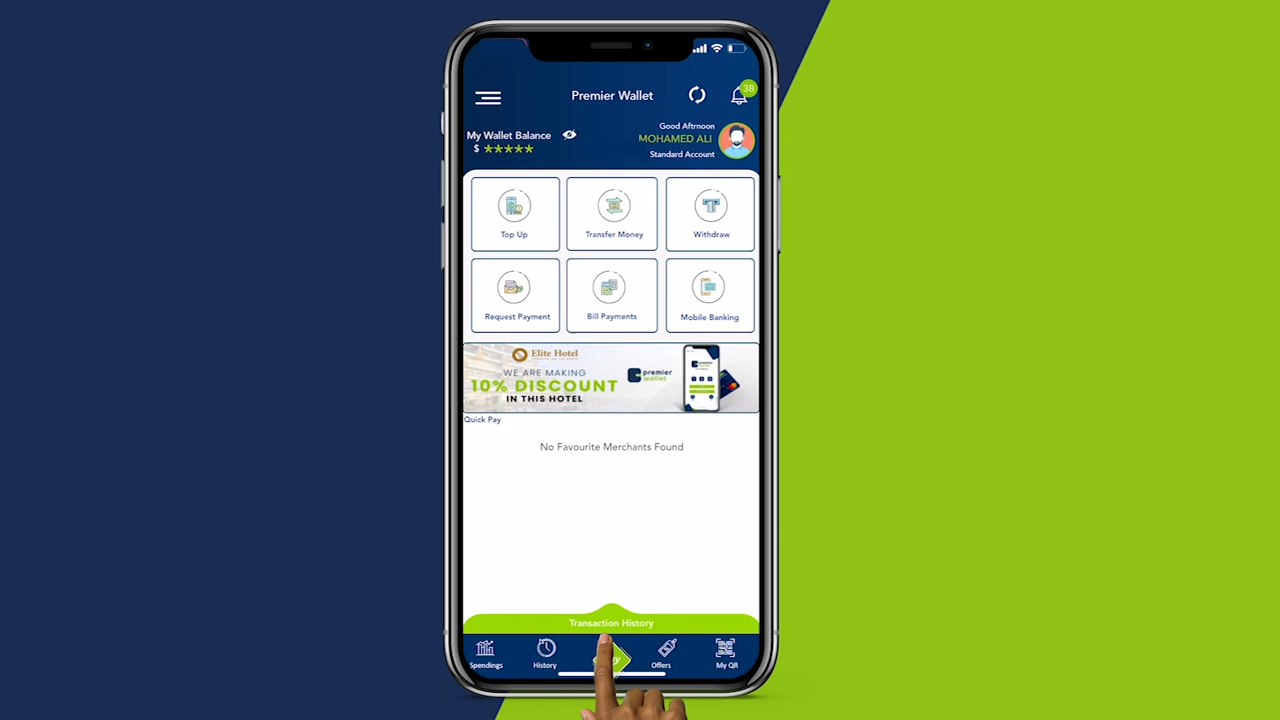 Premier Wallet
38
My Wallet Balance
$ *****
Good Aftrnoon
MOHAMED ALI
Standard Account
Top Up
Transfer Money
Withdraw
Request Payment
Bill Payments
Mobile Banking
Elite Hotel
WE ARE MAKING
10% DISCOUNT
IN THIS HOTEL
premier
wallet
Quick Pay
No Favourite Merchants Found
Transaction History
Spendings
History
Offers
My QR